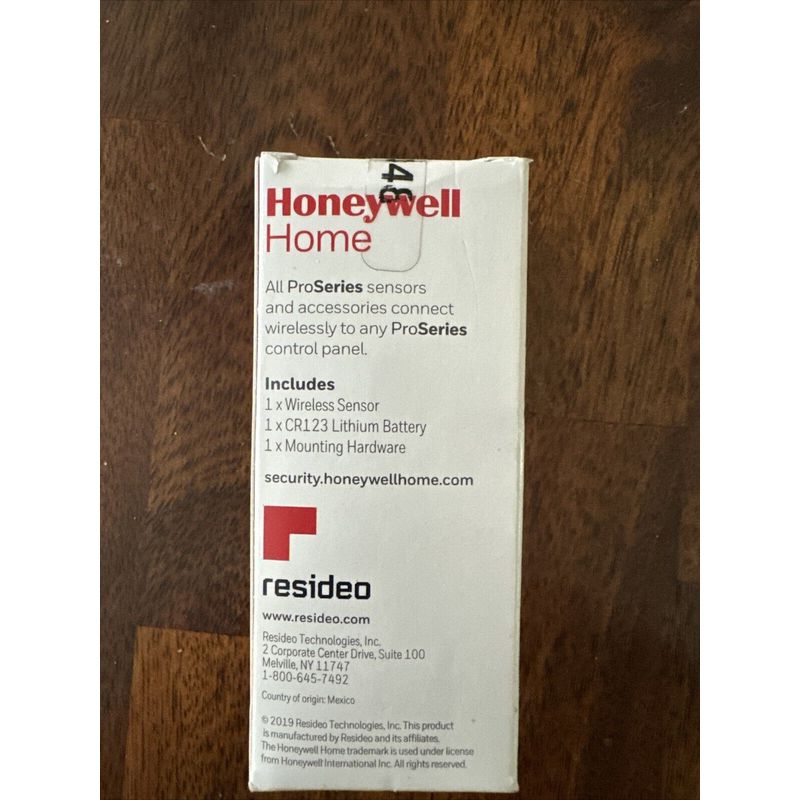 48
Honeywell
Home
All ProSeries sensors
and accessories connect
wirelessly to any ProSeries
control panel.
Includes
1 x Wireless Sensor
1 x CR123 Lithium Battery
1 x Mounting Hardware
security.honeywellhome.com
resideo
www.resideo.com
Resideo Technologies, Inc.
2 Corporate Center Drive, Suite 100
Melville, NY 11747
1-800-645-7492
Country of origin: Mexico
© 2019 Resideo Technologies, Inc. This product
is manufactured by Resideo and its affiliates.
The Honeywell Home trademark is used under license
from Honeywell International Inc. All rights reserved.